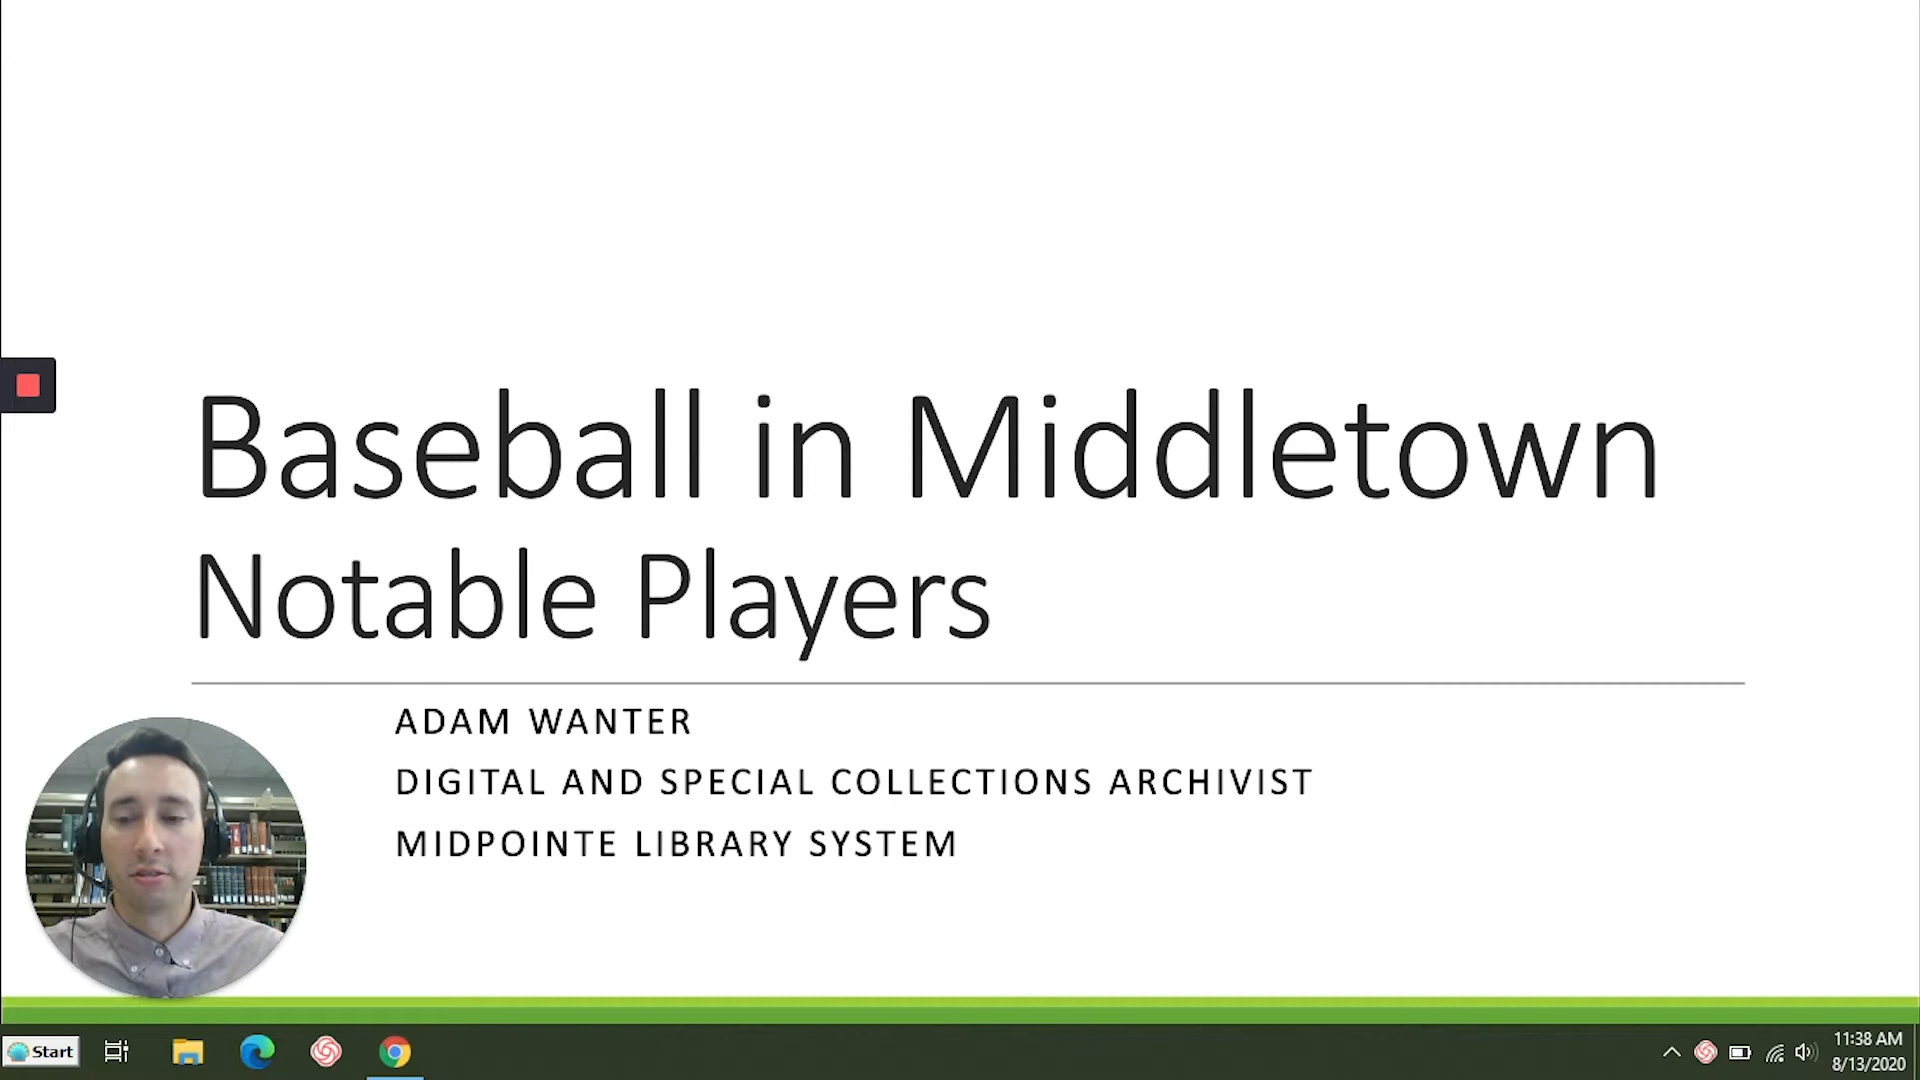 Baseball in Middletown
Notable Players
ADAM WANTER
DIGITAL AND SPECIAL COLLECTIONS ARCHIVIST
MIDPOINTE LIBRARY SYSTEM
Start
11:38 AM
8/13/2020